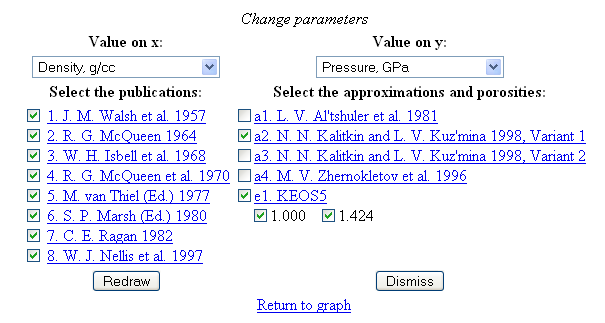 Change parameters
Value on x: Value on y:
Density, g/cc Pressure, GPa
Select the publications: Select the approximations and porosities:
1. J. M. Walsh et al. 1957 a1. L. V. Al'tshuler et al. 1981
2. R. G. McQueen 1964 a2. N. N. Kalitkin and L. V. Kuz'mina 1998, Variant 1
3. W. H. Isbell et al. 1968 a3. N. N. Kalitkin and L. V. Kuz'mina 1998, Variant 2
4. R. G. McQueen et al. 1970 a4. M. V. Zhernokletov et al. 1996
5. M. van Thiel (Ed.) 1977 e1. KEOS5
6. S. P. Marsh (Ed.) 1980 1.000 1.424
7. C. E. Ragan 1982
8. W. J. Nellis et al. 1997
Redraw Dismiss
Return to graph